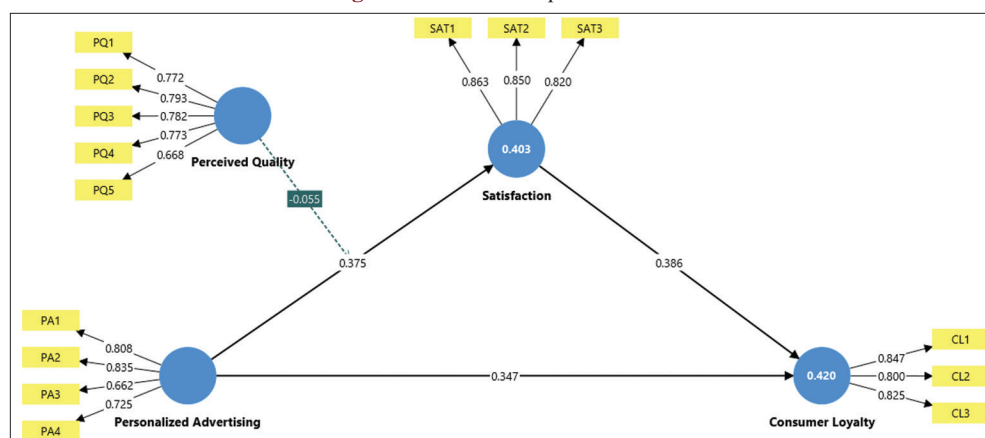 SAT1
SAT2
SAT3
0.863
0.850
0.820
0.403
Satisfaction
PQ1
PQ2
PQ3
PQ4
PQ5
0.772
0.793
0.782
0.773
0.668
Perceived Quality
-0.055
0.375
0.386
PA1
PA2
PA3
PA4
0.808
0.835
0.662
0.725
Personalized Advertising
0.347
0.420
Consumer Loyalty
0.847
0.800
0.825
CL1
CL2
CL3